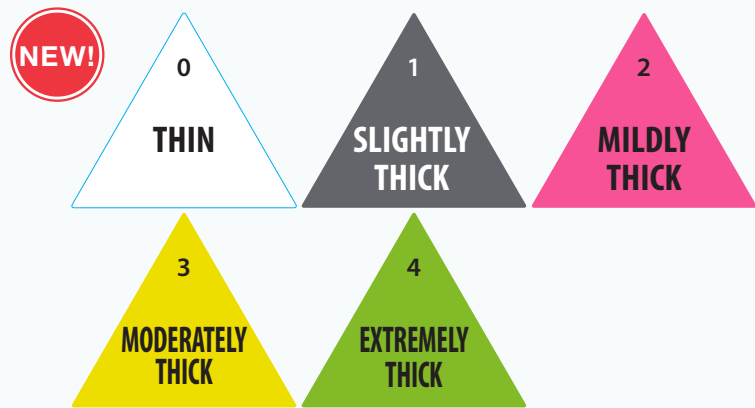 NEW!
0
THIN
1
SLIGHTLY
THICK
2
MILDLY
THICK
3
MODERATELY
THICK
4
EXTREMELY
THICK